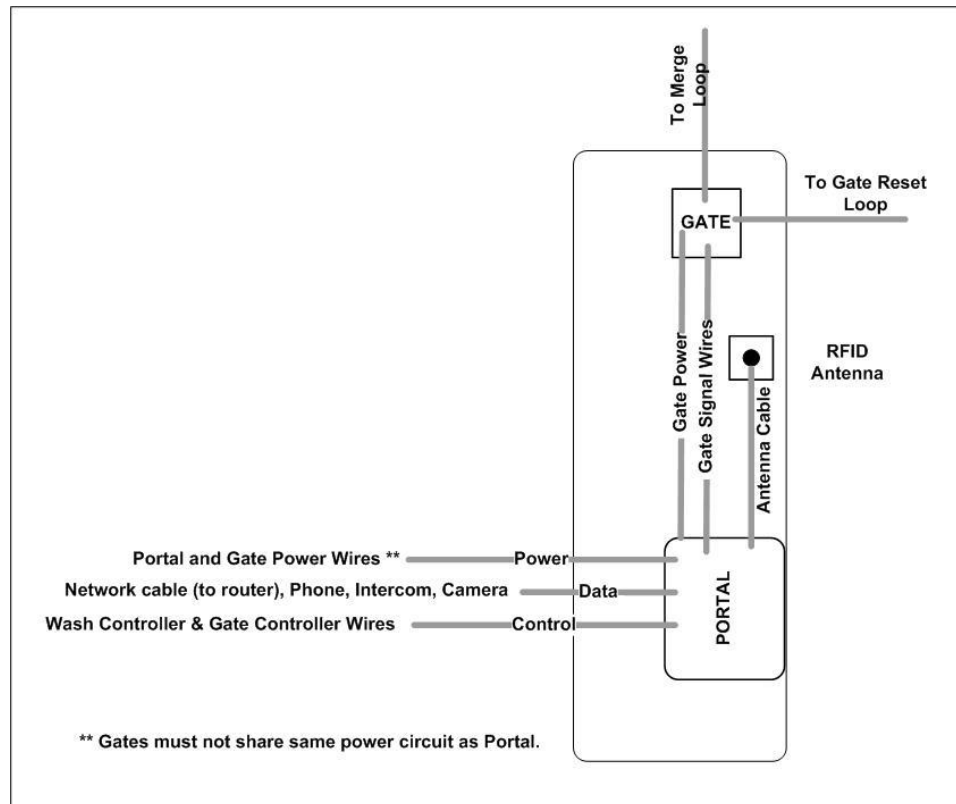 To Merge
Loop
To Gate Reset
Loop
GATE
RFID
Antenna
Gate Power
Gate Signal Wires
Antenna Cable
Portal and Gate Power Wires ** Power
Network cable (to router), Phone, Intercom, Camera Data
Wash Controller & Gate Controller Wires Control
PORTAL
** Gates must not share same power circuit as Portal.